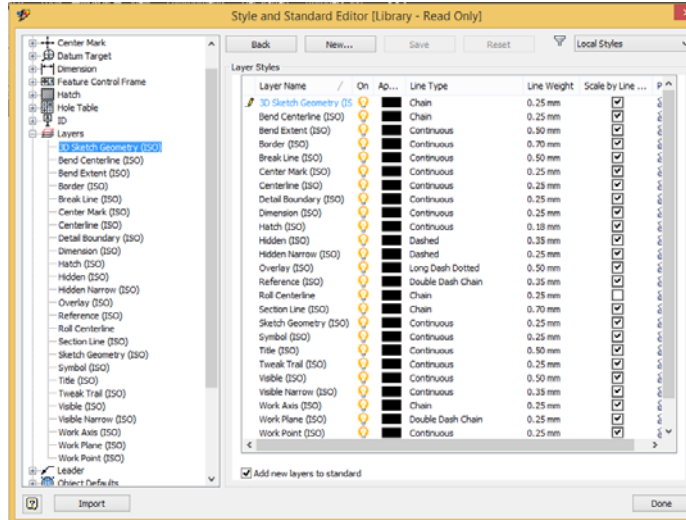 Style and Standard Editor [Library - Read Only]
Center Mark
Datum Target
Dimension
Feature Control Frame
Hatch
Hole Table
ID
Layers
3D Sketch Geometry (ISO)
Bend Centerline (ISO)
Bend Extent (ISO)
Border (ISO)
Break Line (ISO)
Center Mark (ISO)
Centerline (ISO)
Detail Boundary (ISO)
Dimension (ISO)
Hatch (ISO)
Hidden (ISO)
Hidden Narrow (ISO)
Overlay (ISO)
Reference (ISO)
Roll Centerline
Section Line (ISO)
Sketch Geometry (ISO)
Symbol (ISO)
Title (ISO)
Tweak Trail (ISO)
Visible (ISO)
Visible Narrow (ISO)
Work Axis (ISO)
Work Plane (ISO)
Work Point (ISO)
Leader
Object Defaults
Back New... Save Reset Local Styles
Layer Styles
Layer Name / On Ap... Line Type Line Weight Scale by Line ... P
3D Sketch Geometry (IS Chain 0.25 mm
Bend Centerline (ISO) Chain 0.25 mm
Bend Extent (ISO) Continuous 0.50 mm
Border (ISO) Continuous 0.70 mm
Break Line (ISO) Continuous 0.50 mm
Center Mark (ISO) Continuous 0.25 mm
Centerline (ISO) Continuous 0.25 mm
Detail Boundary (ISO) Continuous 0.25 mm
Dimension (ISO) Continuous 0.25 mm
Hatch (ISO) Continuous 0.18 mm
Hidden (ISO) Dashed 0.35 mm
Hidden Narrow (ISO) Dashed 0.25 mm
Overlay (ISO) Long Dash Dotted 0.50 mm
Reference (ISO) Double Dash Chain 0.35 mm
Roll Centerline Chain 0.25 mm
Section Line (ISO) Chain 0.70 mm
Sketch Geometry (ISO) Continuous 0.25 mm
Symbol (ISO) Continuous 0.25 mm
Title (ISO) Continuous 0.50 mm
Tweak Trail (ISO) Continuous 0.25 mm
Visible (ISO) Continuous 0.50 mm
Visible Narrow (ISO) Continuous 0.35 mm
Work Axis (ISO) Chain 0.25 mm
Work Plane (ISO) Double Dash Chain 0.25 mm
Work Point (ISO) Continuous 0.25 mm
Add new layers to standard
? Import Done